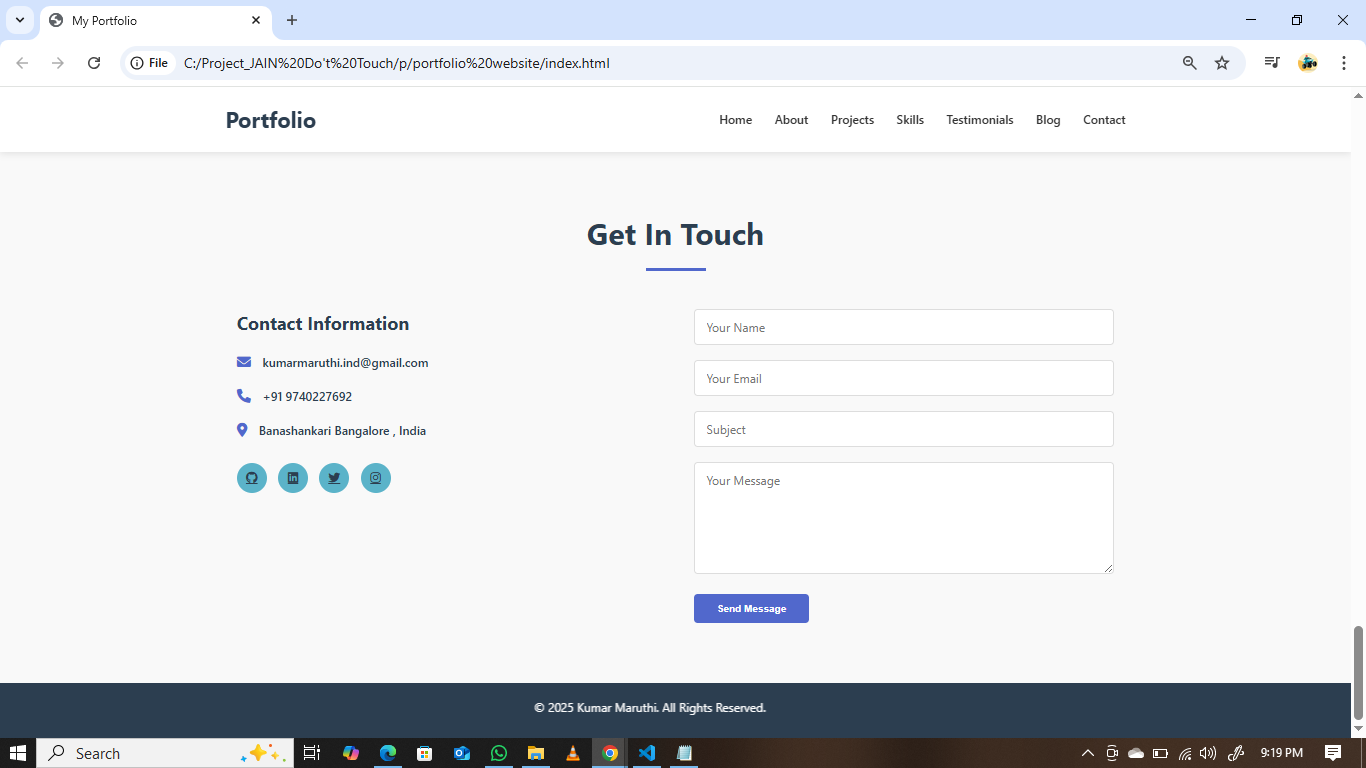 My Portfolio
File C:/Project_JAIN%20Do't%20Touch/p/portfolio%20website/index.html
Portfolio Home About Projects Skills Testimonials Blog Contact
Get In Touch
Contact Information
kumarmaruthi.ind@gmail.com
+91 9740227692
Banashankari Bangalore , India
Your Name
Your Email
Subject
Your Message
Send Message
© 2025 Kumar Maruthi. All Rights Reserved.
Search 9:19 PM